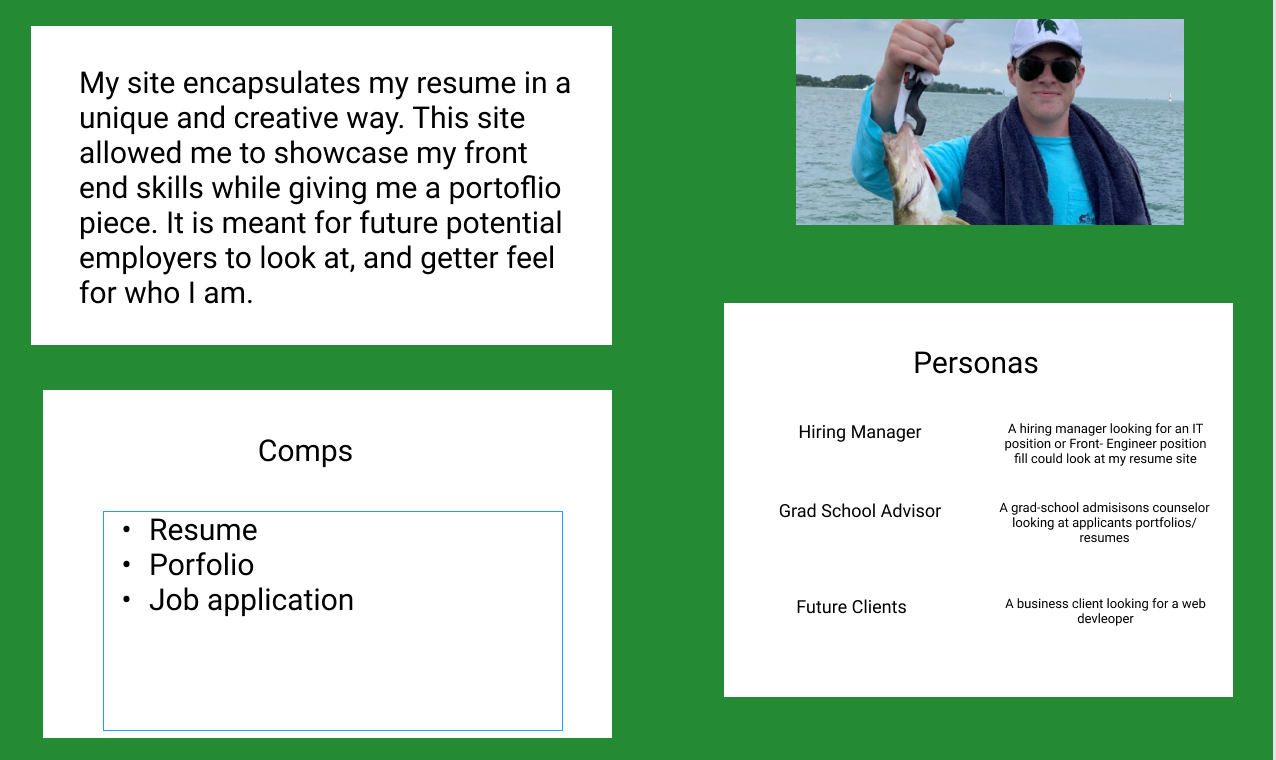 My site encapsulates my resume in a
unique and creative way. This site
allowed me to showcase my front
end skills while giving me a portoflio
piece. It is meant for future potential
employers to look at, and getter feel
for who I am.
Comps
• Resume
• Porfolio
• Job application
Personas
Hiring Manager
A hiring manager looking for an IT
position or Front- Engineer position
fill could look at my resume site
Grad School Advisor
A grad-school admisisons counselor
looking at applicants portfolios/
resumes
Future Clients
A business client looking for a web
devleoper